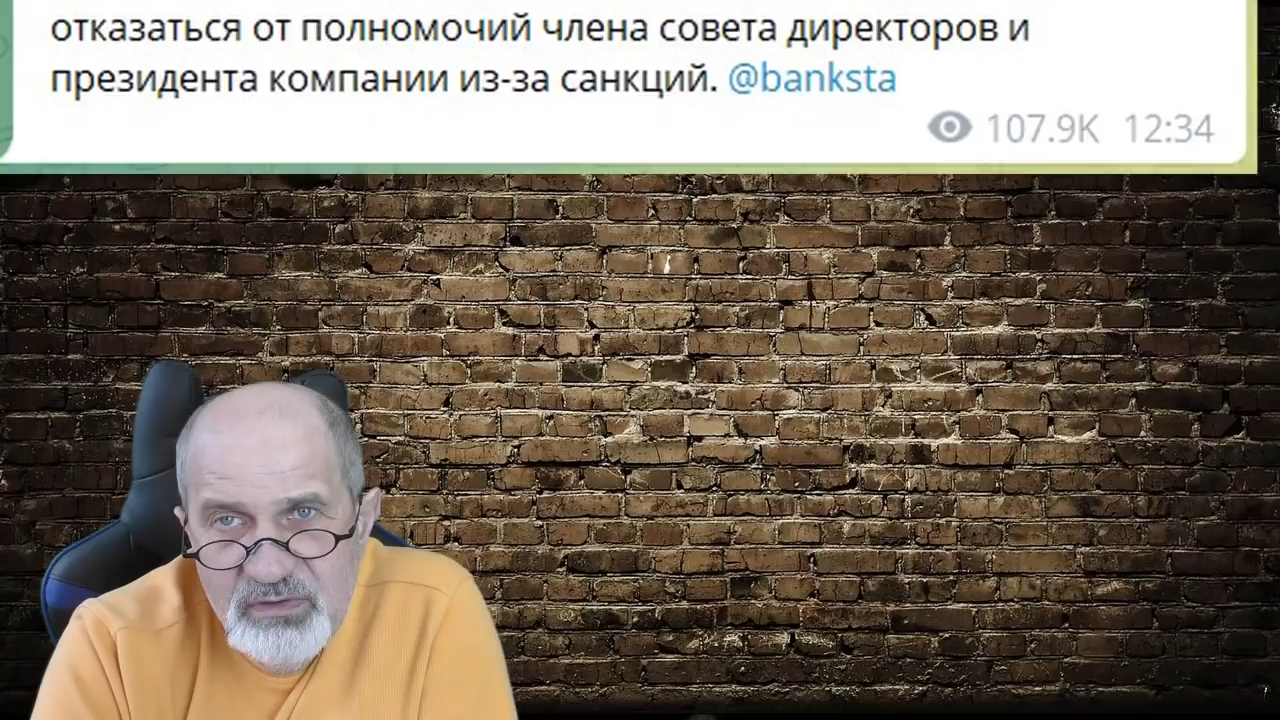 отказаться от полномочий члена совета директоров и
президента компании из-за санкций. @banksta
107.9K 12:34